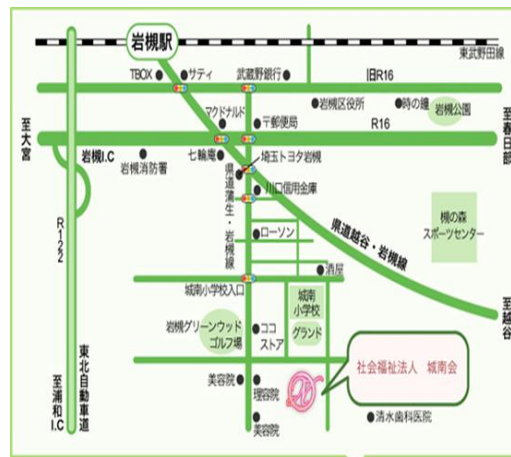 岩槻駅
東武野田線
TBOX
サティ
武蔵野銀行
旧R16
岩槻区役所
時の鐘
岩槻公園
マクドナルド
〒郵便局
R16
至大宮
至春日部
岩槻I.C
岩槻消防署
七輪庵
埼玉トヨタ岩槻
川口信用金庫
県道蒲生・岩槻線
R122
ローソン
県道越谷・岩槻線
槻の森
スポーツセンター
酒屋
城南小学校入口
城南
小学校
グランド
至越谷
岩槻グリーンウッド
ゴルフ場
ココ
ストア
社会福祉法人 城南会
東北自動車道
至浦和I.C
美容院
理容院
美容院
清水歯科医院